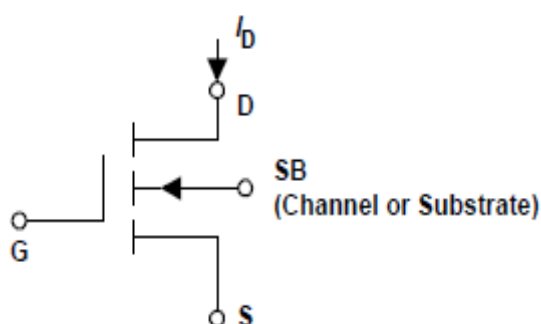 I_D
D
SB
(Channel or Substrate)
G
S